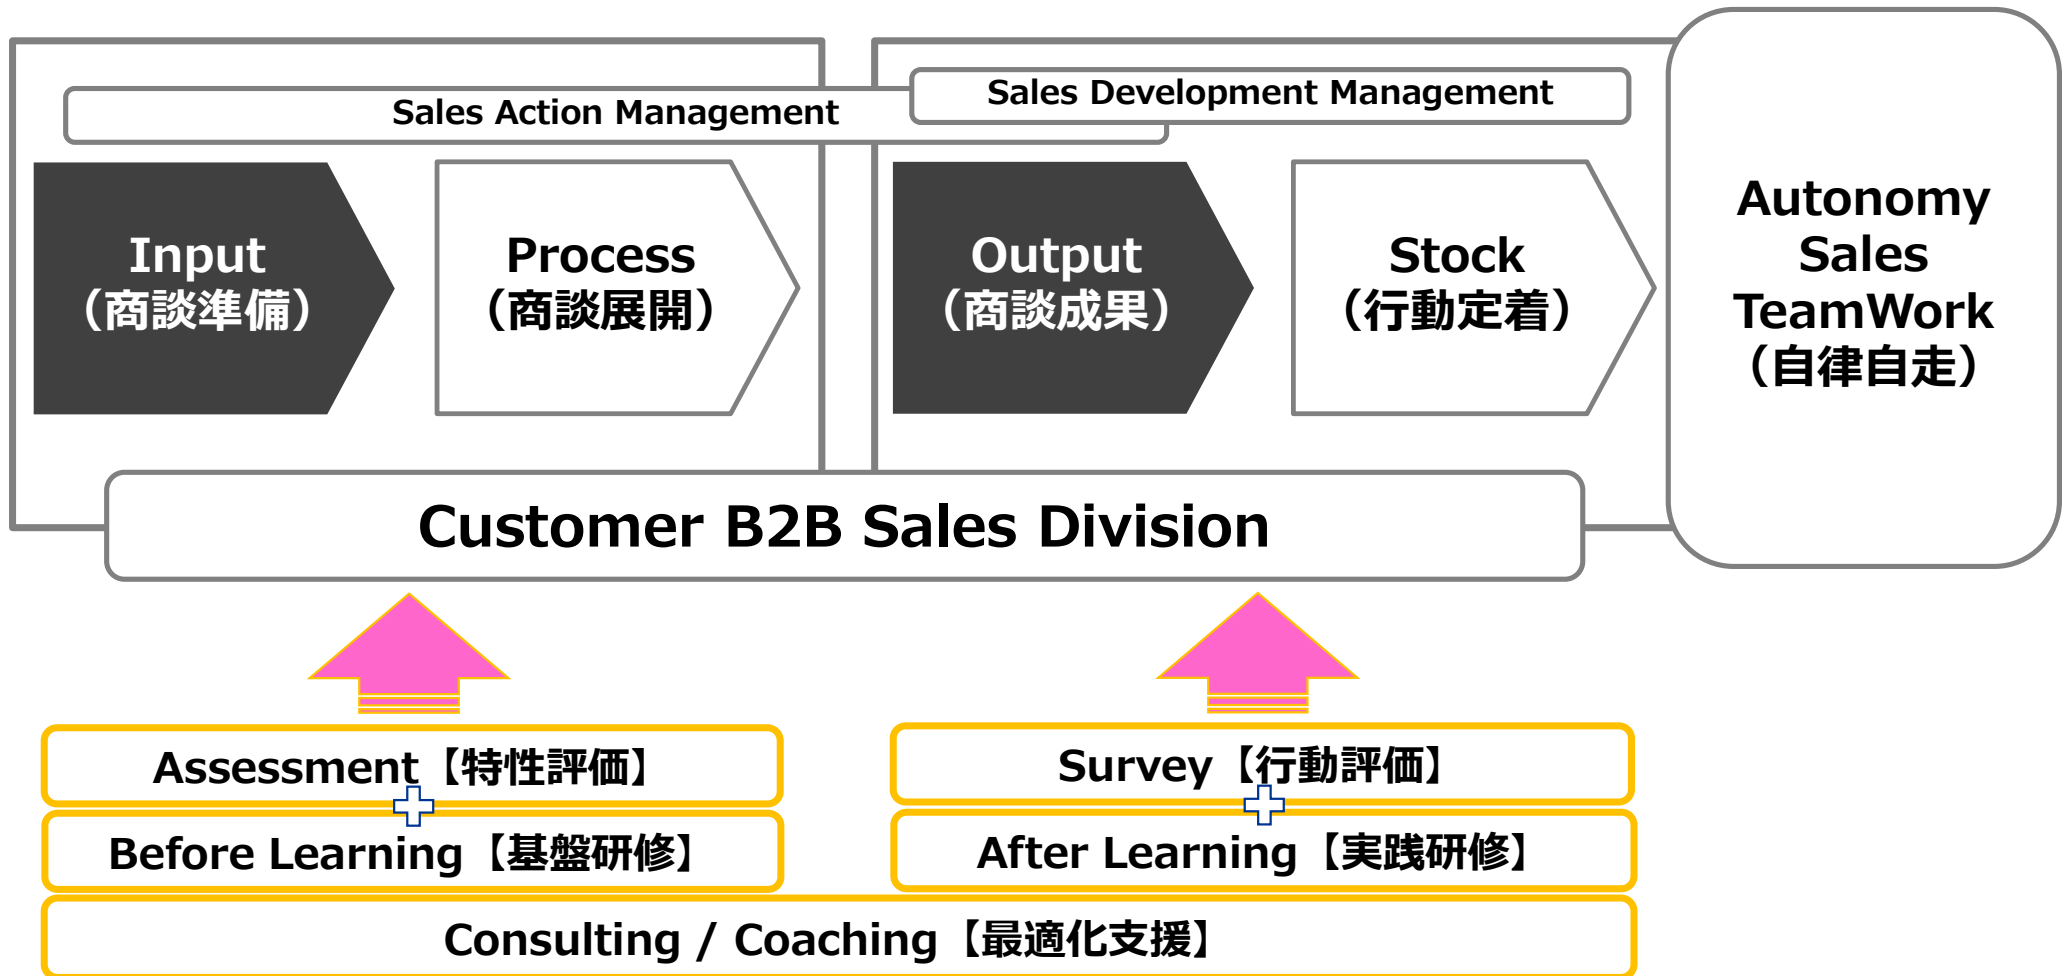 Sales Action Management
Sales Development Management
Input
（商談準備）
Process
（商談展開）
Output
（商談成果）
Stock
（行動定着）
Autonomy
Sales
TeamWork
（自律自走）
Customer B2B Sales Division
Assessment【特性評価】
Before Learning【基盤研修】
Survey【行動評価】
After Learning【実践研修】
Consulting / Coaching【最適化支援】